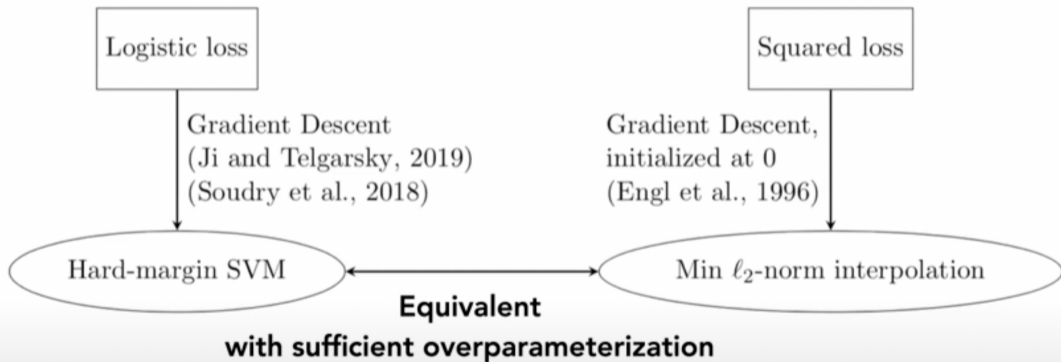 Logistic loss
Squared loss
Gradient Descent
(Ji and Telgarsky, 2019)
(Soudry et al., 2018)
Gradient Descent,
initialized at 0
(Engl et al., 1996)
Hard-margin SVM
Min ℓ₂-norm interpolation
Equivalent
with sufficient overparameterization